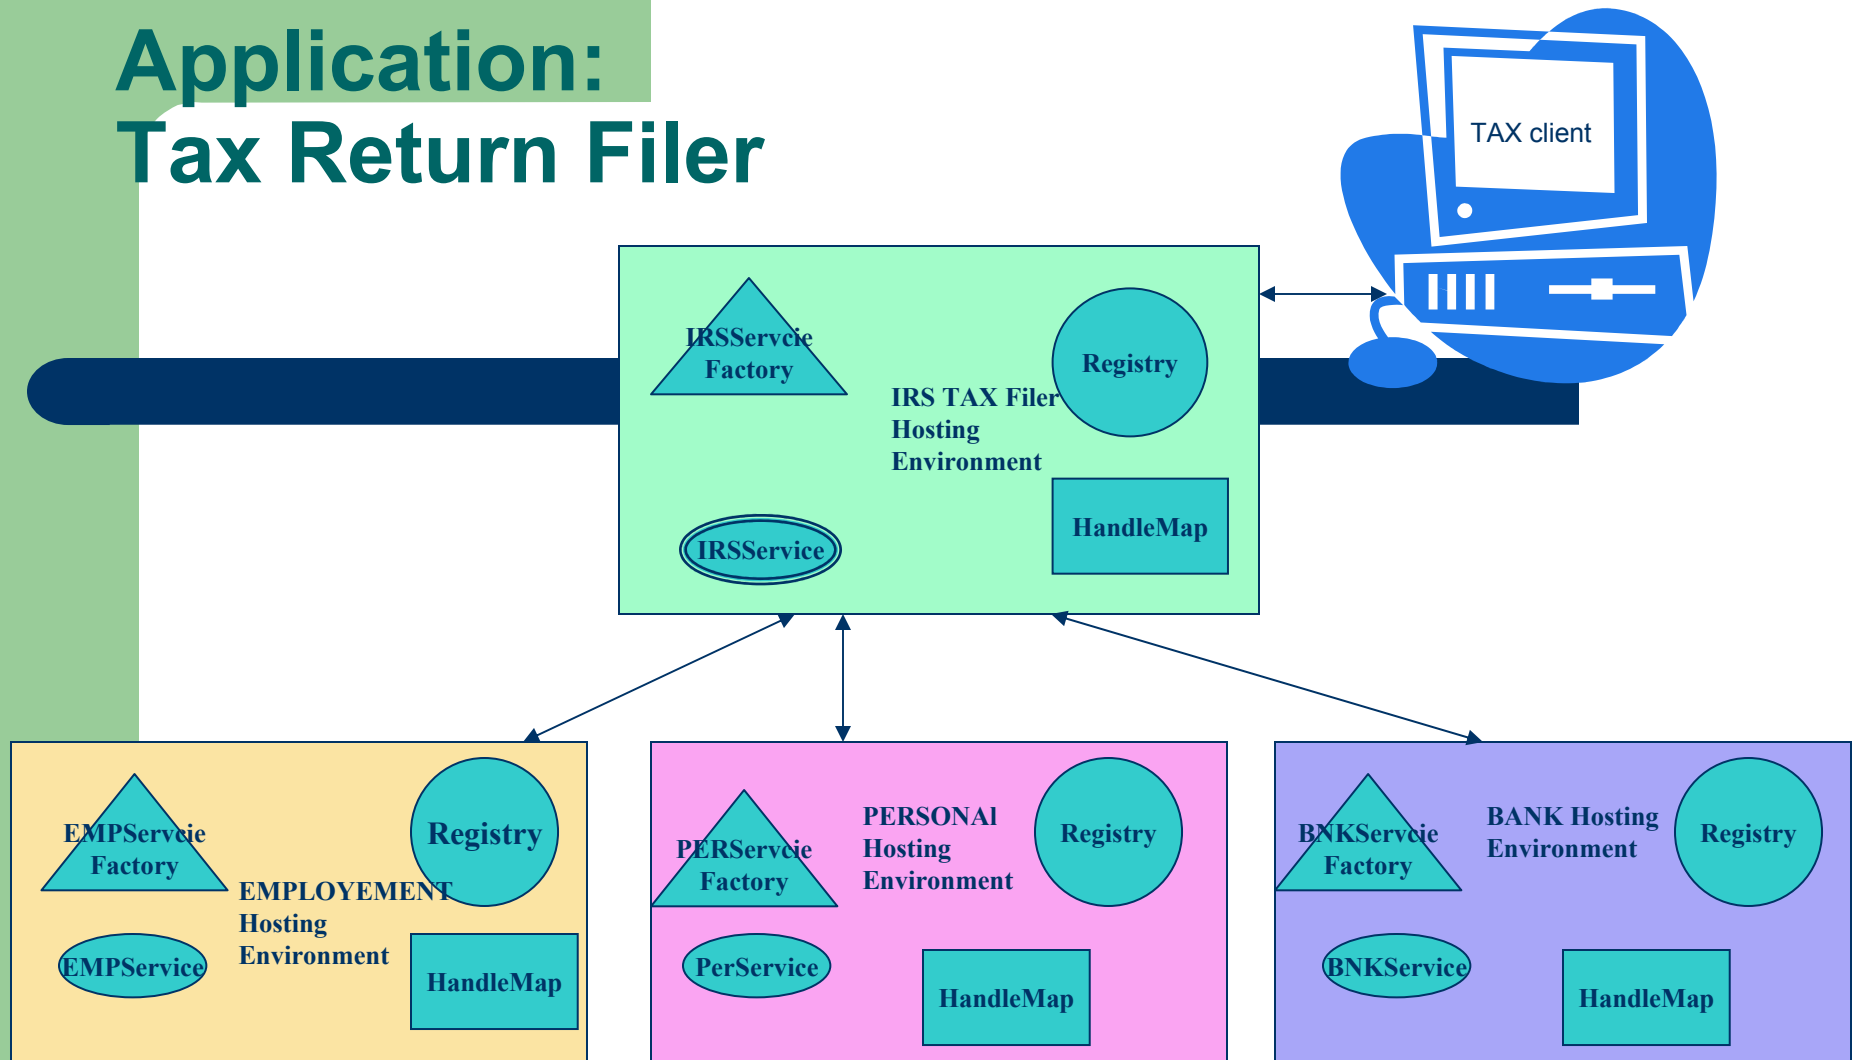 Application:
Tax Return Filer
TAX client
IRSServcie
Factory
Registry
IRS TAX Filer
Hosting
Environment
HandleMap
IRSService
EMPServcie
Factory
Registry
EMPLOYEMENT
Hosting
Environment
EMPService
HandleMap
PERServcie
Factory
PERSONAl
Hosting
Environment
Registry
PerService
HandleMap
BNKServcie
Factory
BANK Hosting
Environment
Registry
BNKService
HandleMap